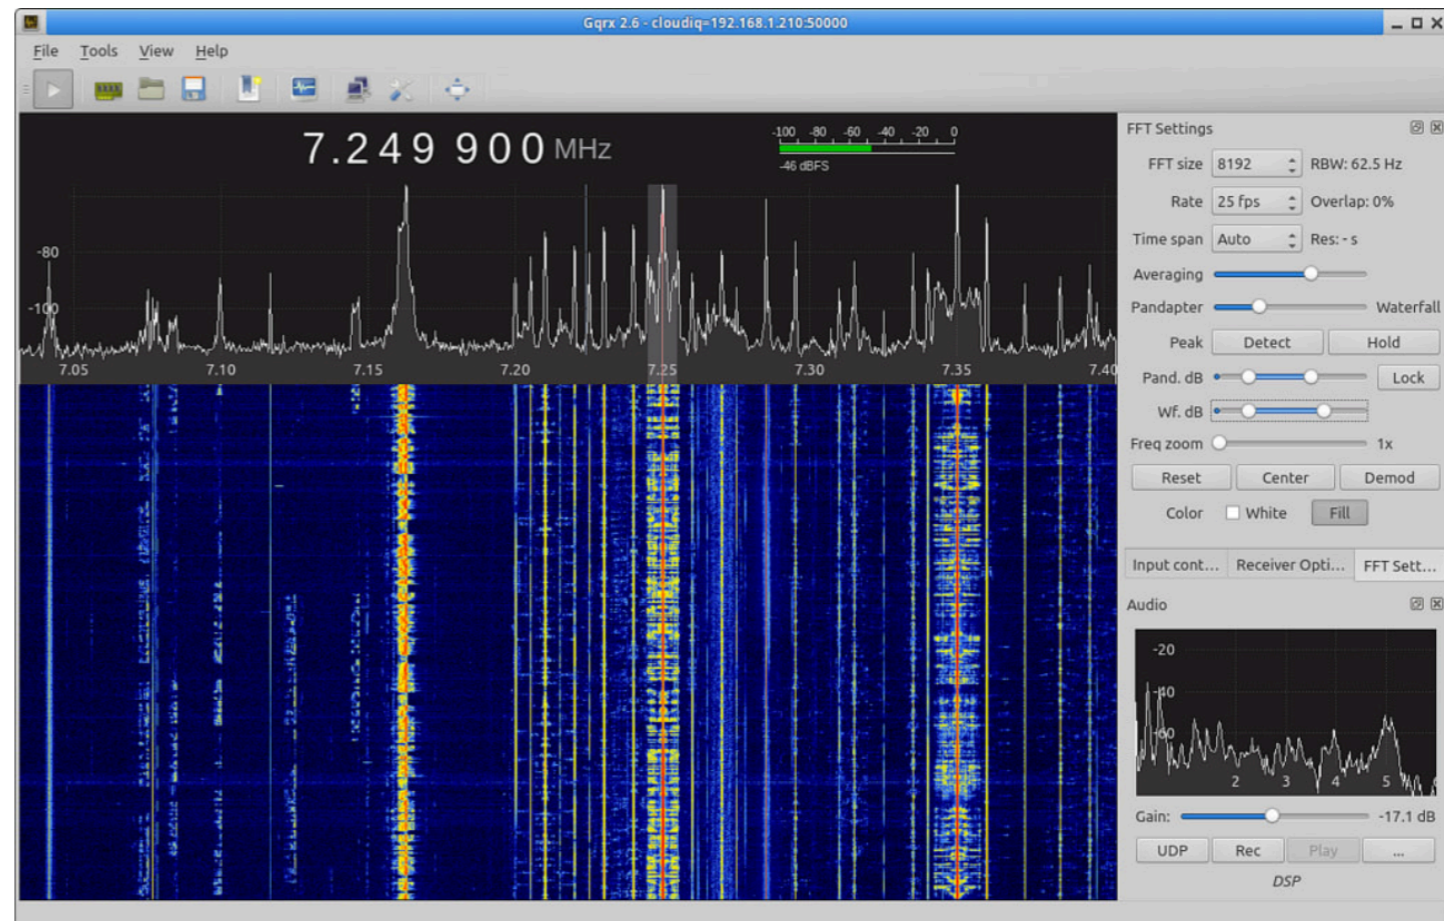 Gqrx 2.6 - cloudiq=192.168.1.210:50000
File Tools View Help
7.249 900 MHz
-100 -80 -60 -40 -20 0
-46 dBFS
-80
-100
7.05 7.10 7.15 7.20 7.25 7.30 7.35 7.40
FFT Settings
FFT size 8192 RBW: 62.5 Hz
Rate 25 fps Overlap: 0%
Time span Auto Res: - s
Averaging
Pandapter Waterfall
Peak Detect Hold
Pand. dB Lock
Wf. dB
Freq zoom 1x
Reset Center Demod
Color White Fill
Input cont... Receiver Opti... FFT Sett...
Audio
-20
-40
-60
2 3 4 5
Gain: -17.1 dB
UDP Rec Play ...
DSP